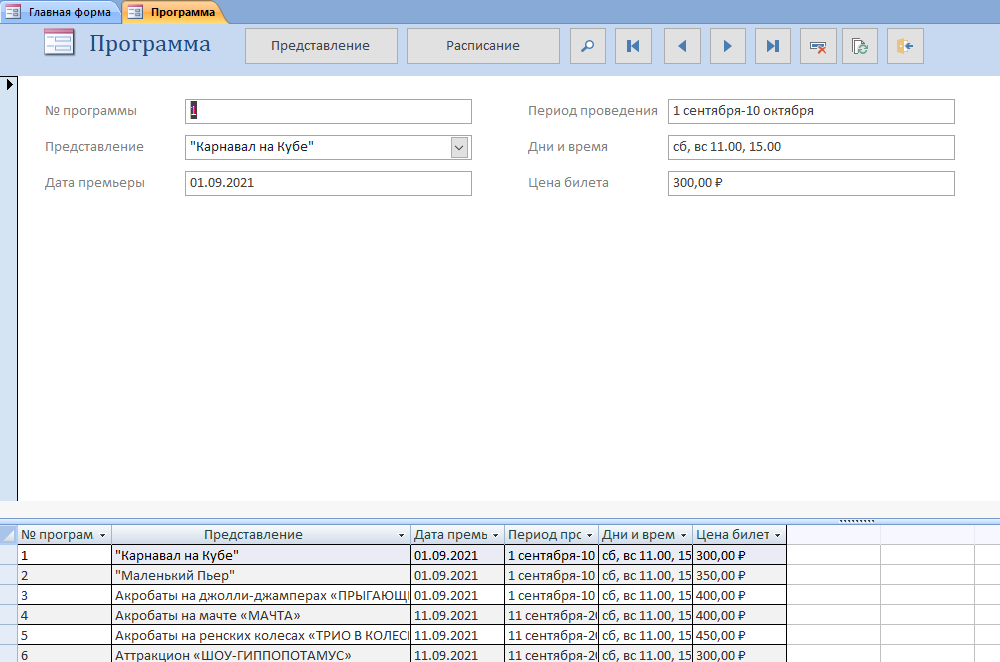 Главная форма Программа
Программа Представление Расписание
№ программы 1 Период проведения 1 сентября-10 октября
Представление "Карнавал на Кубе" Дни и время сб, вс 11.00, 15.00
Дата премьеры 01.09.2021 Цена билета 300,00 ₽
№ програм Представление Дата премь Период прс Дни и врем Цена билет
1 "Карнавал на Кубе" 01.09.2021 1 сентября-10 сб, вс 11.00, 15 300,00 ₽
2 "Маленький Пьер" 01.09.2021 1 сентября-10 сб, вс 11.00, 15 350,00 ₽
3 Акробаты на джолли-джамперах «ПРЫГАЮЩ 01.09.2021 1 сентября-10 сб, вс 11.00, 15 400,00 ₽
4 Акробаты на мачте «МАЧТА» 11.09.2021 11 сентября-2 сб, вс 11.00, 15 400,00 ₽
5 Акробаты на ренских колесах «ТРИО В КОЛЕС 11.09.2021 11 сентября-2 сб, вс 11.00, 15 450,00 ₽
6 Аттракцион «ШОУ-ГИППОПОТАМУС» 11.09.2021 11 сентября-2 сб, вс 11.00, 15 300,00 ₽